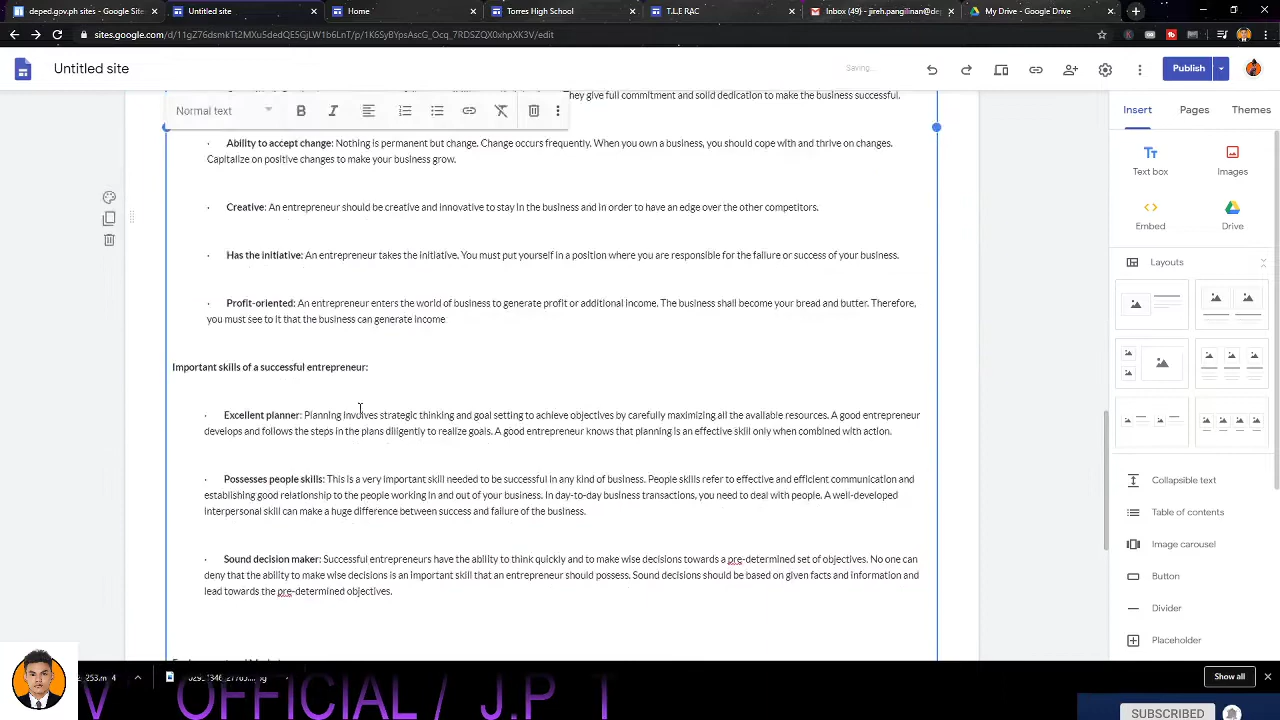 deped.gov.ph sites - Google Sites
Untitled site
Home
Torres High School
T.L.E RAC
Inbox (49) - jireh.pangilinan@de
My Drive - Google Drive
sites.google.com/d/11gZ76dsmktTt2MXuSdedQE5GjLW1b6LnT/p/1K6SyBYpsAscG_Ocq_7RDSZQX0xhpXK3V/edit
Untitled site
Saving...
Publish
They give full commitment and solid dedication to make the business successful.
Normal text
· Ability to accept change: Nothing is permanent but change. Change occurs frequently. When you own a business, you should cope with and thrive on changes.
Capitalize on positive changes to make your business grow.
· Creative: An entrepreneur should be creative and innovative to stay in the business and in order to have an edge over the other competitors.
· Has the initiative: An entrepreneur takes the initiative. You must put yourself in a position where you are responsible for the failure or success of your business.
· Profit-oriented: An entrepreneur enters the world of business to generate profit or additional income. The business shall become your bread and butter. Therefore,
you must see to it that the business can generate income
Important skills of a successful entrepreneur:
· Excellent planner: Planning involves strategic thinking and goal setting to achieve objectives by carefully maximizing all the available resources. A good entrepreneur
develops and follows the steps in the plans diligently to realize goals. A good entrepreneur knows that planning is an effective skill only when combined with action.
· Possesses people skills: This is a very important skill needed to be successful in any kind of business. People skills refer to effective and efficient communication and
establishing good relationship to the people working in and out of your business. In day-to-day business transactions, you need to deal with people. A well-developed
interpersonal skill can make a huge difference between success and failure of the business.
· Sound decision maker: Successful entrepreneurs have the ability to think quickly and to make wise decisions towards a pre-determined set of objectives. No one can
deny that the ability to make wise decisions is an important skill that an entrepreneur should possess. Sound decisions should be based on given facts and information and
lead towards the pre-determined objectives.
Insert
Pages
Themes
Text box
Images
Embed
Drive
Layouts
Collapsible text
Table of contents
Image carousel
Button
Divider
Placeholder
Show all
V OFFICIAL / J.P T
SUBSCRIBED